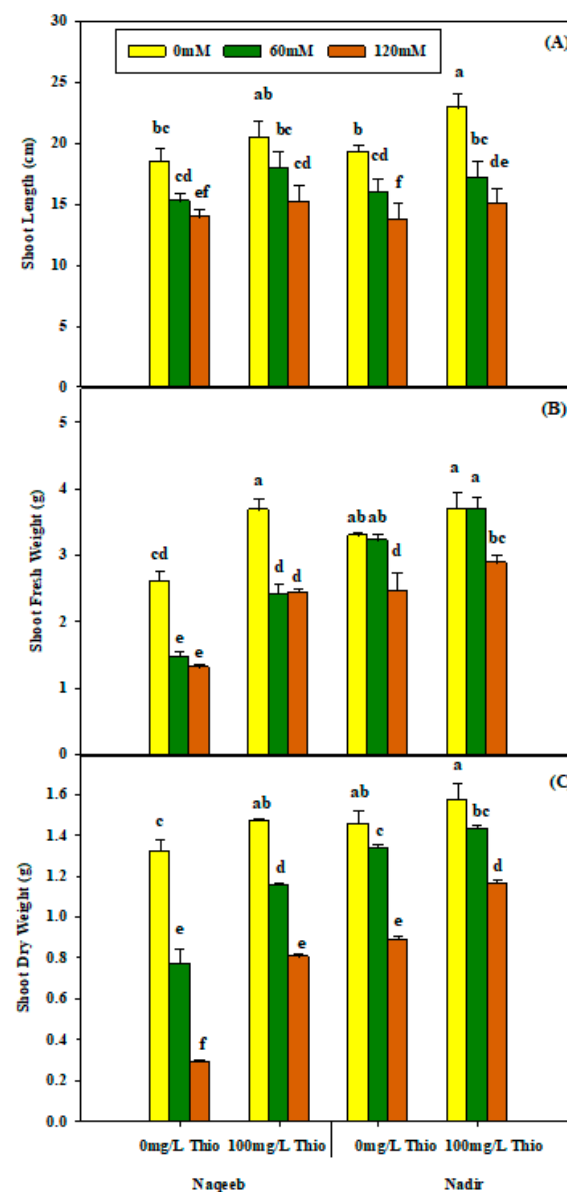 30
(A)
0mM 60mM 120mM
a
25
ab
bc b
20
bc bc
cd cd
ef cd f de
15
10
5
0
Shoot Length (cm)
(B)
5
4
a a a
ab ab
cd bc
3
d d d
2
e e
1
0
Shoot Fresh Weight (g)
(C
a
1.6
c ab ab bc
1.4
c
d d
1.2
1.0
e e e
0.8
0.6
0.4
f
0.2
0.0
Shoot Dry Weight (g)
0mg/L Thio 100mg/L Thio 0mg/L Thio 100mg/L Thio
Naqeeb Nadir